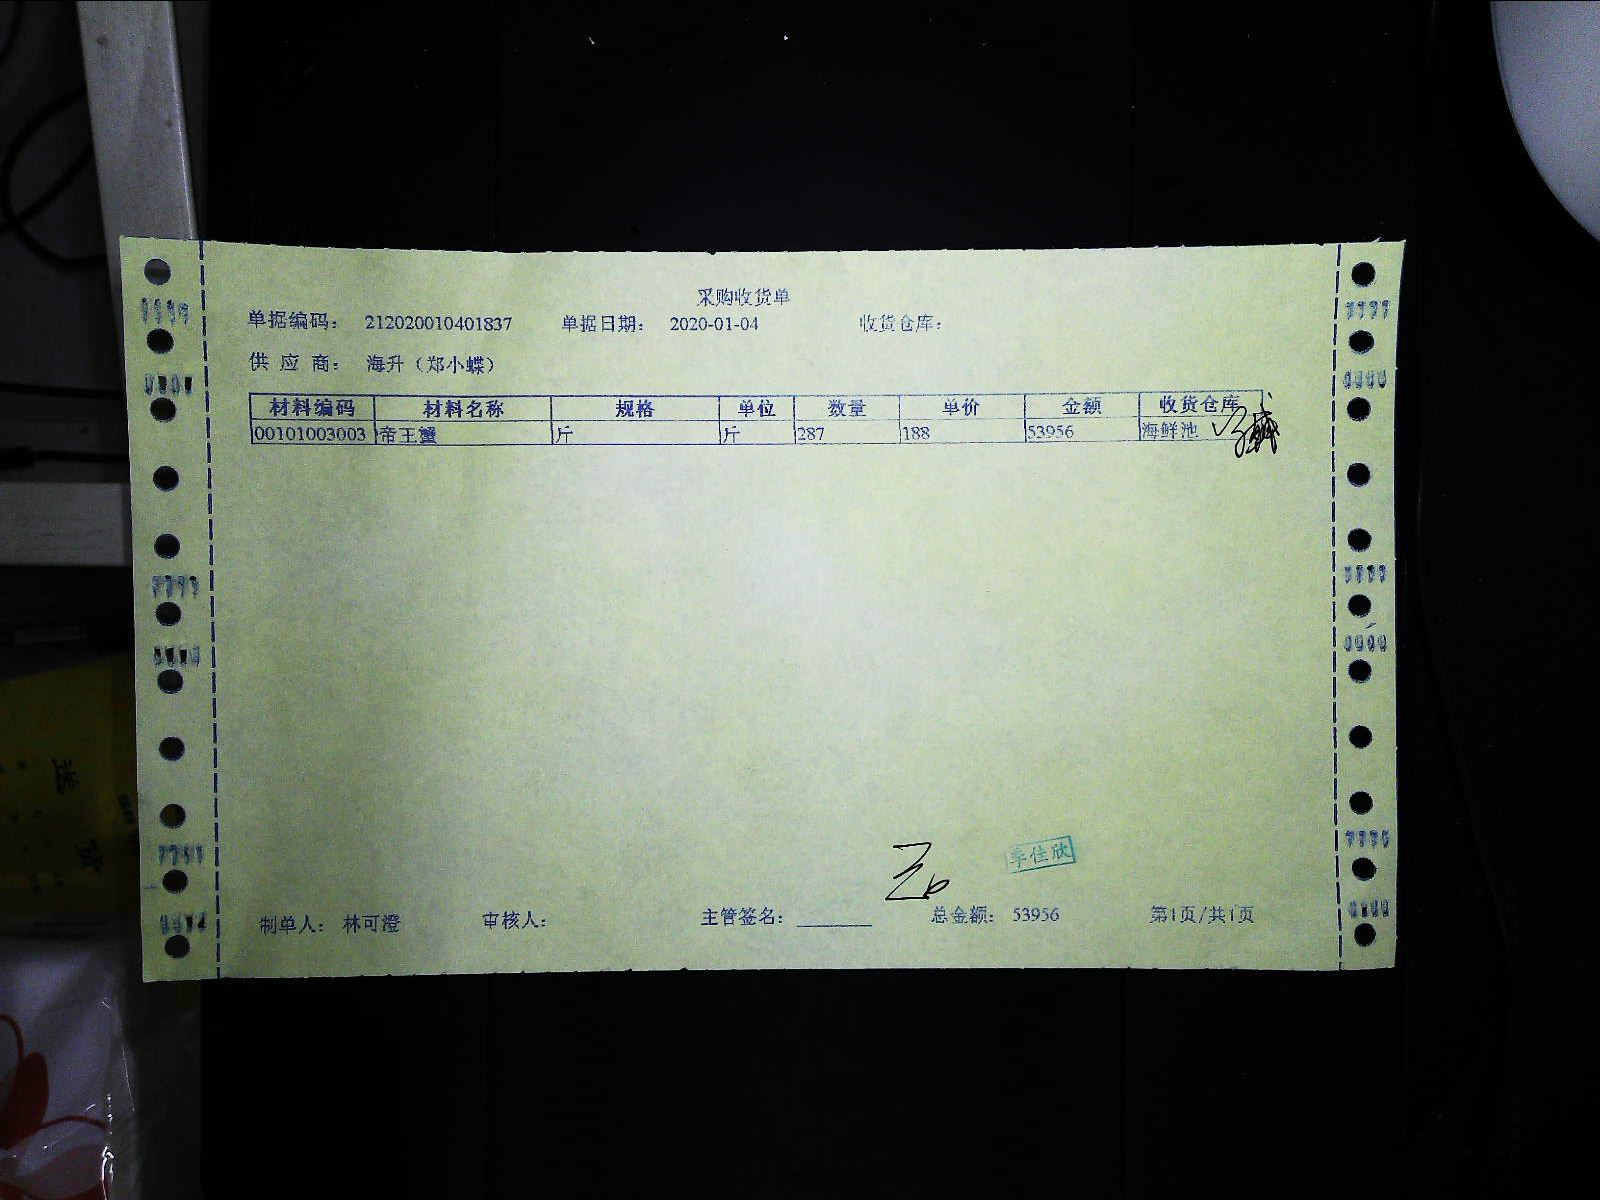 采购收货单
单据编码： 212020010401837 单据日期： 2020-01-04 收货仓库：
供 应 商： 海升（郑小蝶）
材料编码 材料名称 规格 单位 数量 单价 金额 收货仓库
00101003003 帝王蟹 斤 斤 287 188 53956 海鲜池
李佳欣
制单人： 林可澄 审核人： 主管签名： 总金额： 53956 第1页/共1页
送
货